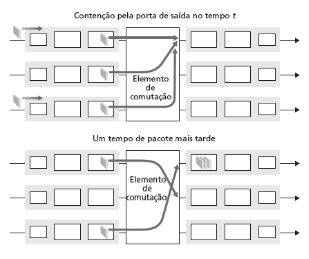 Contenção pela porta de saída no tempo t
Elemento
de
comutação
Um tempo de pacote mais tarde
Elemento
de
comutação